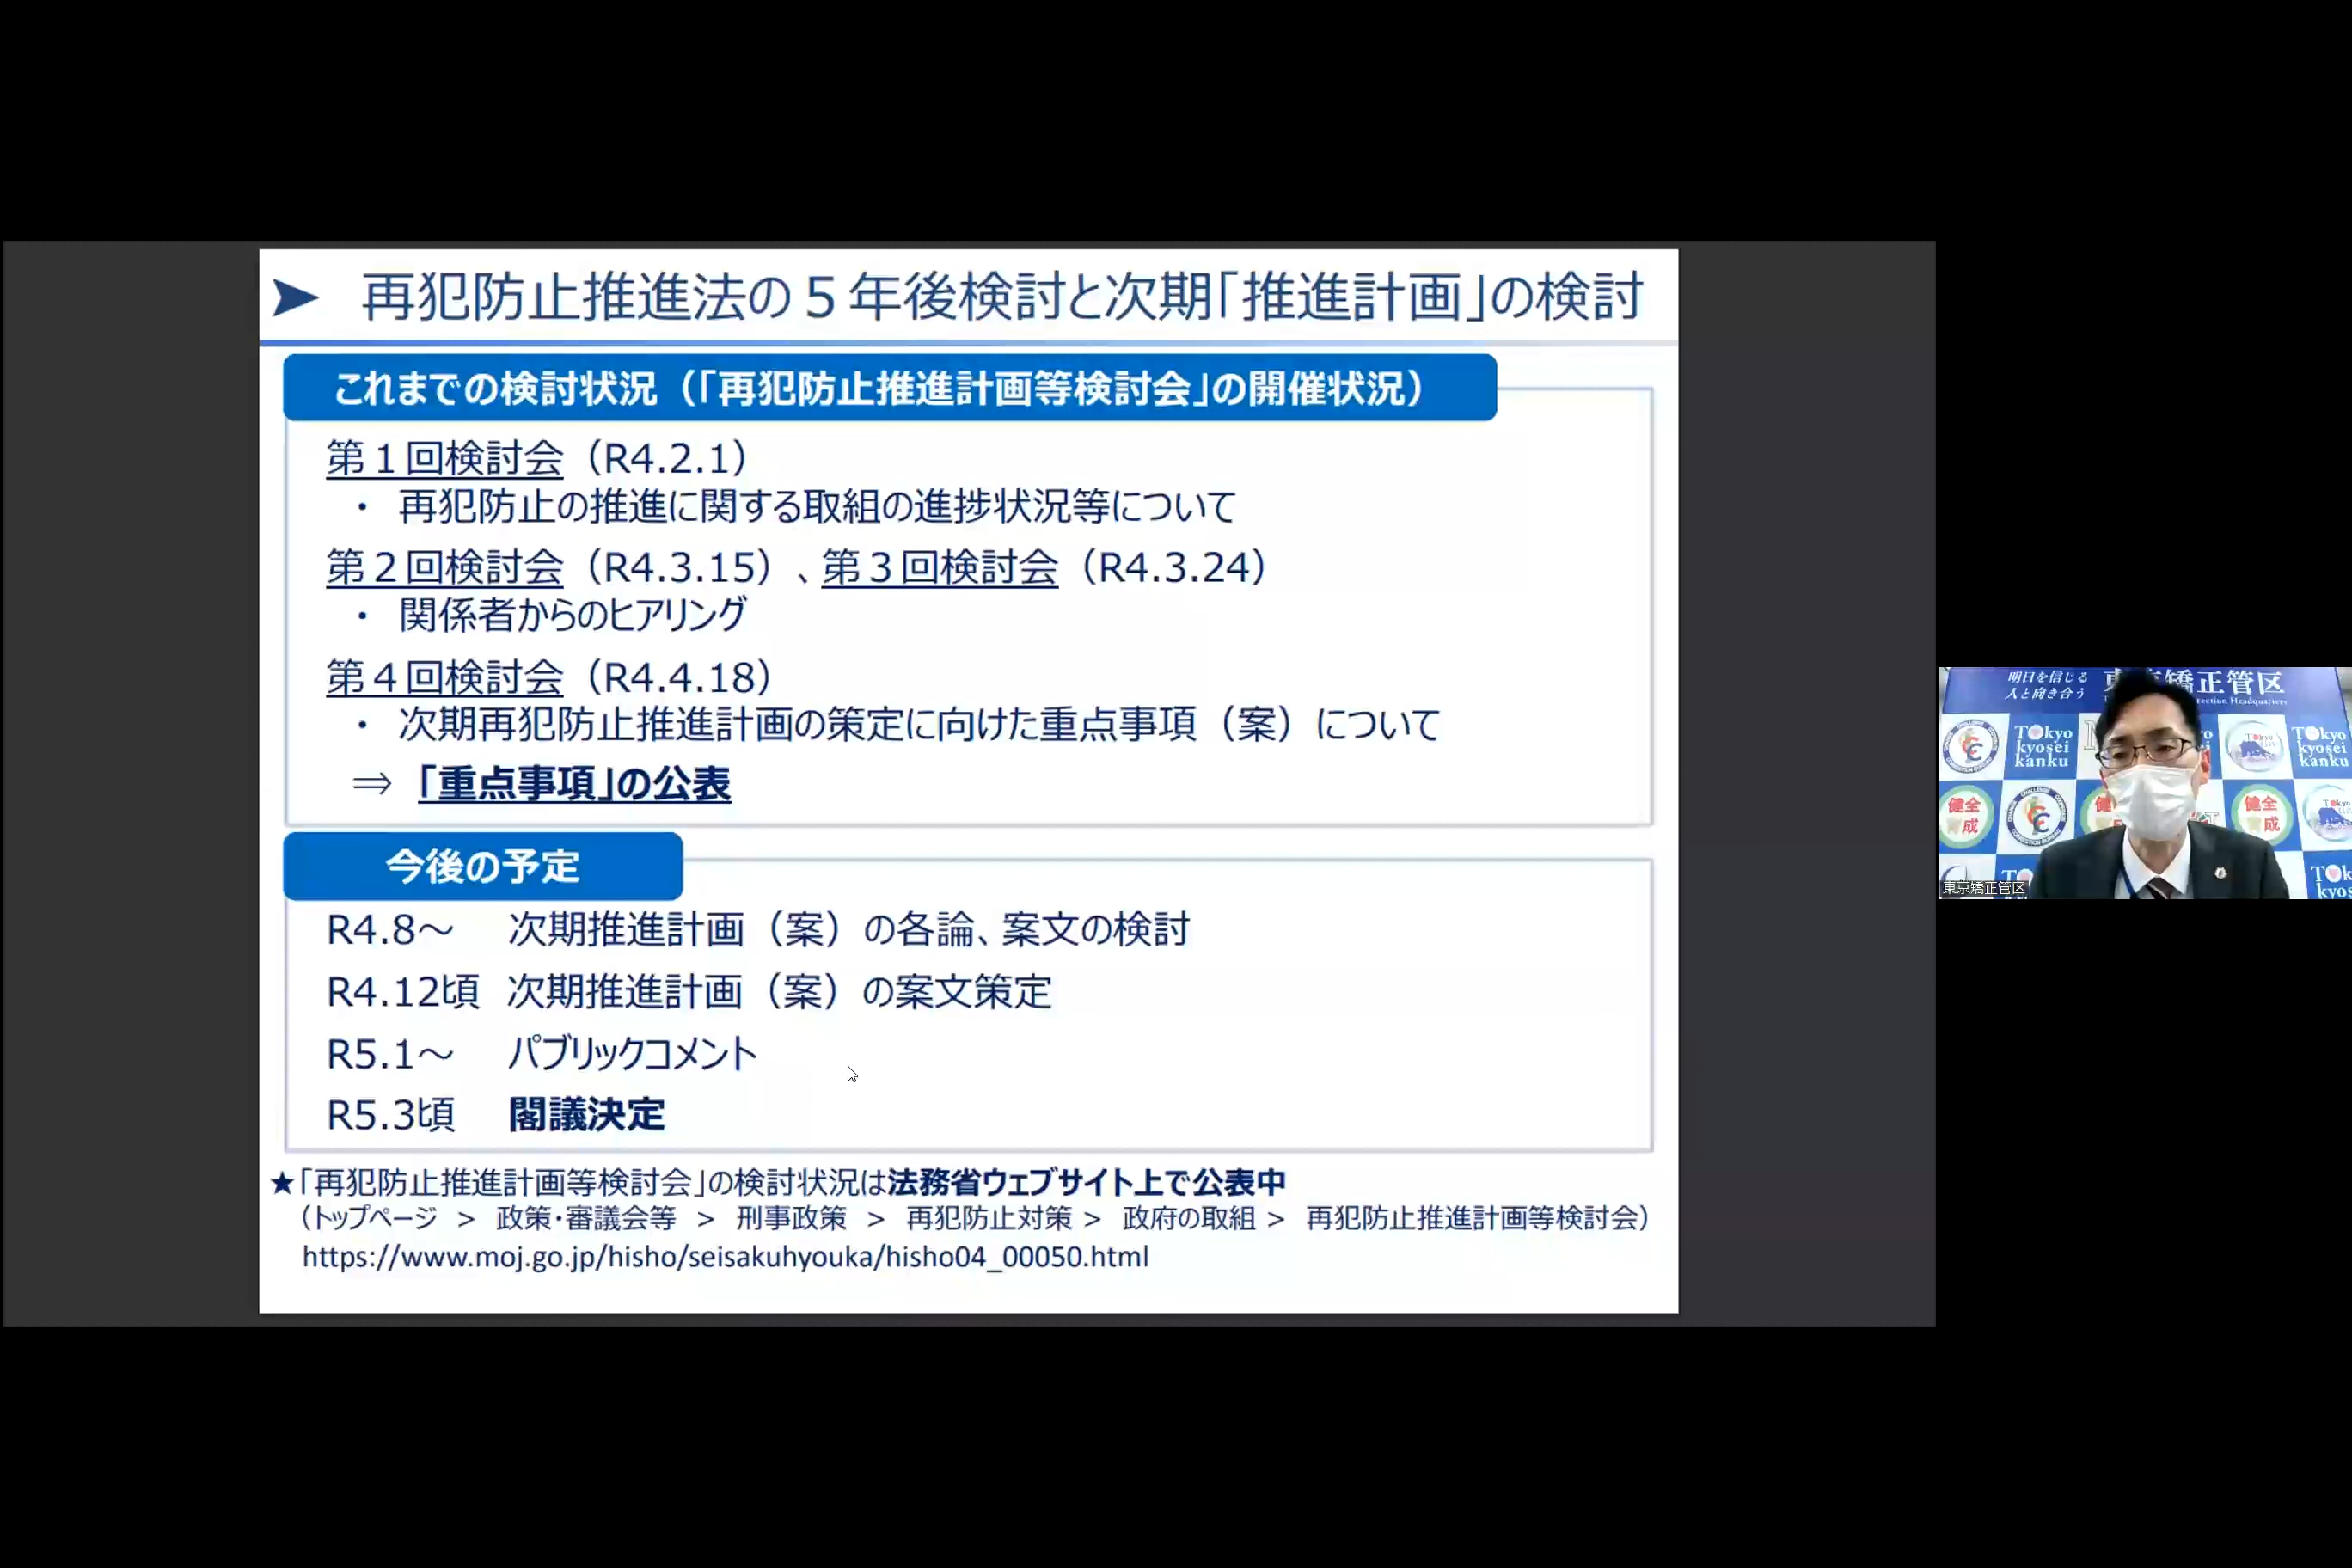 ➤ 再犯防止推進法の５年後検討と次期「推進計画」の検討
これまでの検討状況（「再犯防止推進計画等検討会」の開催状況）
第１回検討会（R4.2.1）
・ 再犯防止の推進に関する取組の進捗状況等について
第２回検討会（R4.3.15）、第３回検討会（R4.3.24）
・ 関係者からのヒアリング
第４回検討会（R4.4.18）
・ 次期再犯防止推進計画の策定に向けた重点事項（案）について
⇒ 「重点事項」の公表
今後の予定
R4.8～ 次期推進計画（案）の各論、案文の検討
R4.12頃 次期推進計画（案）の案文策定
R5.1～ パブリックコメント
R5.3頃 閣議決定
★「再犯防止推進計画等検討会」の検討状況は法務省ウェブサイト上で公表中
（トップページ > 政策・審議会等 > 刑事政策 > 再犯防止対策 > 政府の取組 > 再犯防止推進計画等検討会）
https://www.moj.go.jp/hisho/seisakuhyouka/hisho04_00050.html
明日を信じる
人と向き合う
東京矯正管区
Tokyo
kyosei
kanku
Tokyo
kyosei
kanku
健全
育成
健全
育成
東京矯正管区